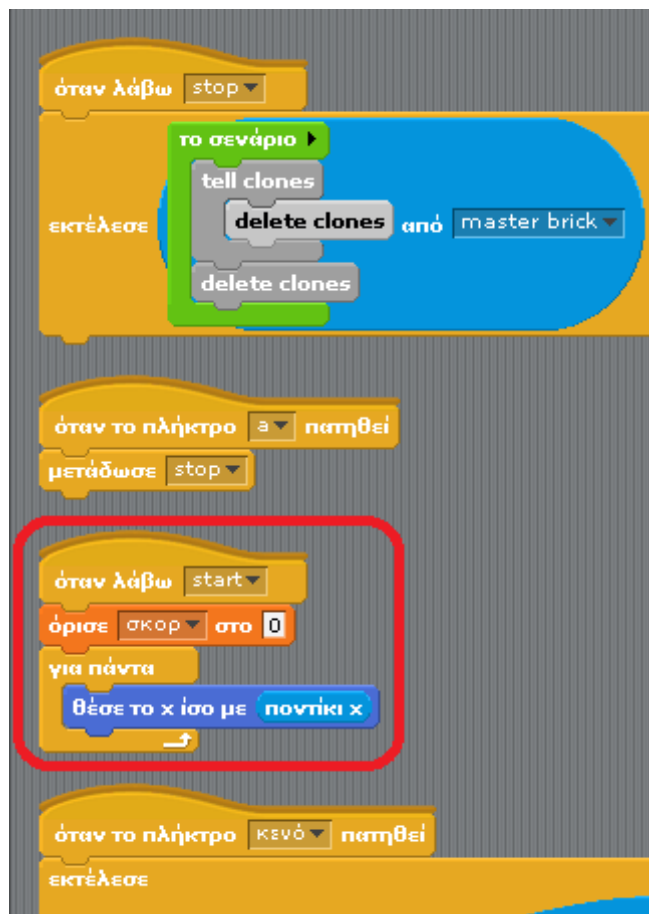 όταν λάβω stop
το σενάριο
tell clones
εκτέλεσε delete clones από master brick
delete clones
όταν το πλήκτρο a πατηθεί
μετάδωσε stop
όταν λάβω start
όρισε σκορ στο 0
για πάντα
θέσε το x ίσο με ποντίκι x
όταν το πλήκτρο κενό πατηθεί
εκτέλεσε